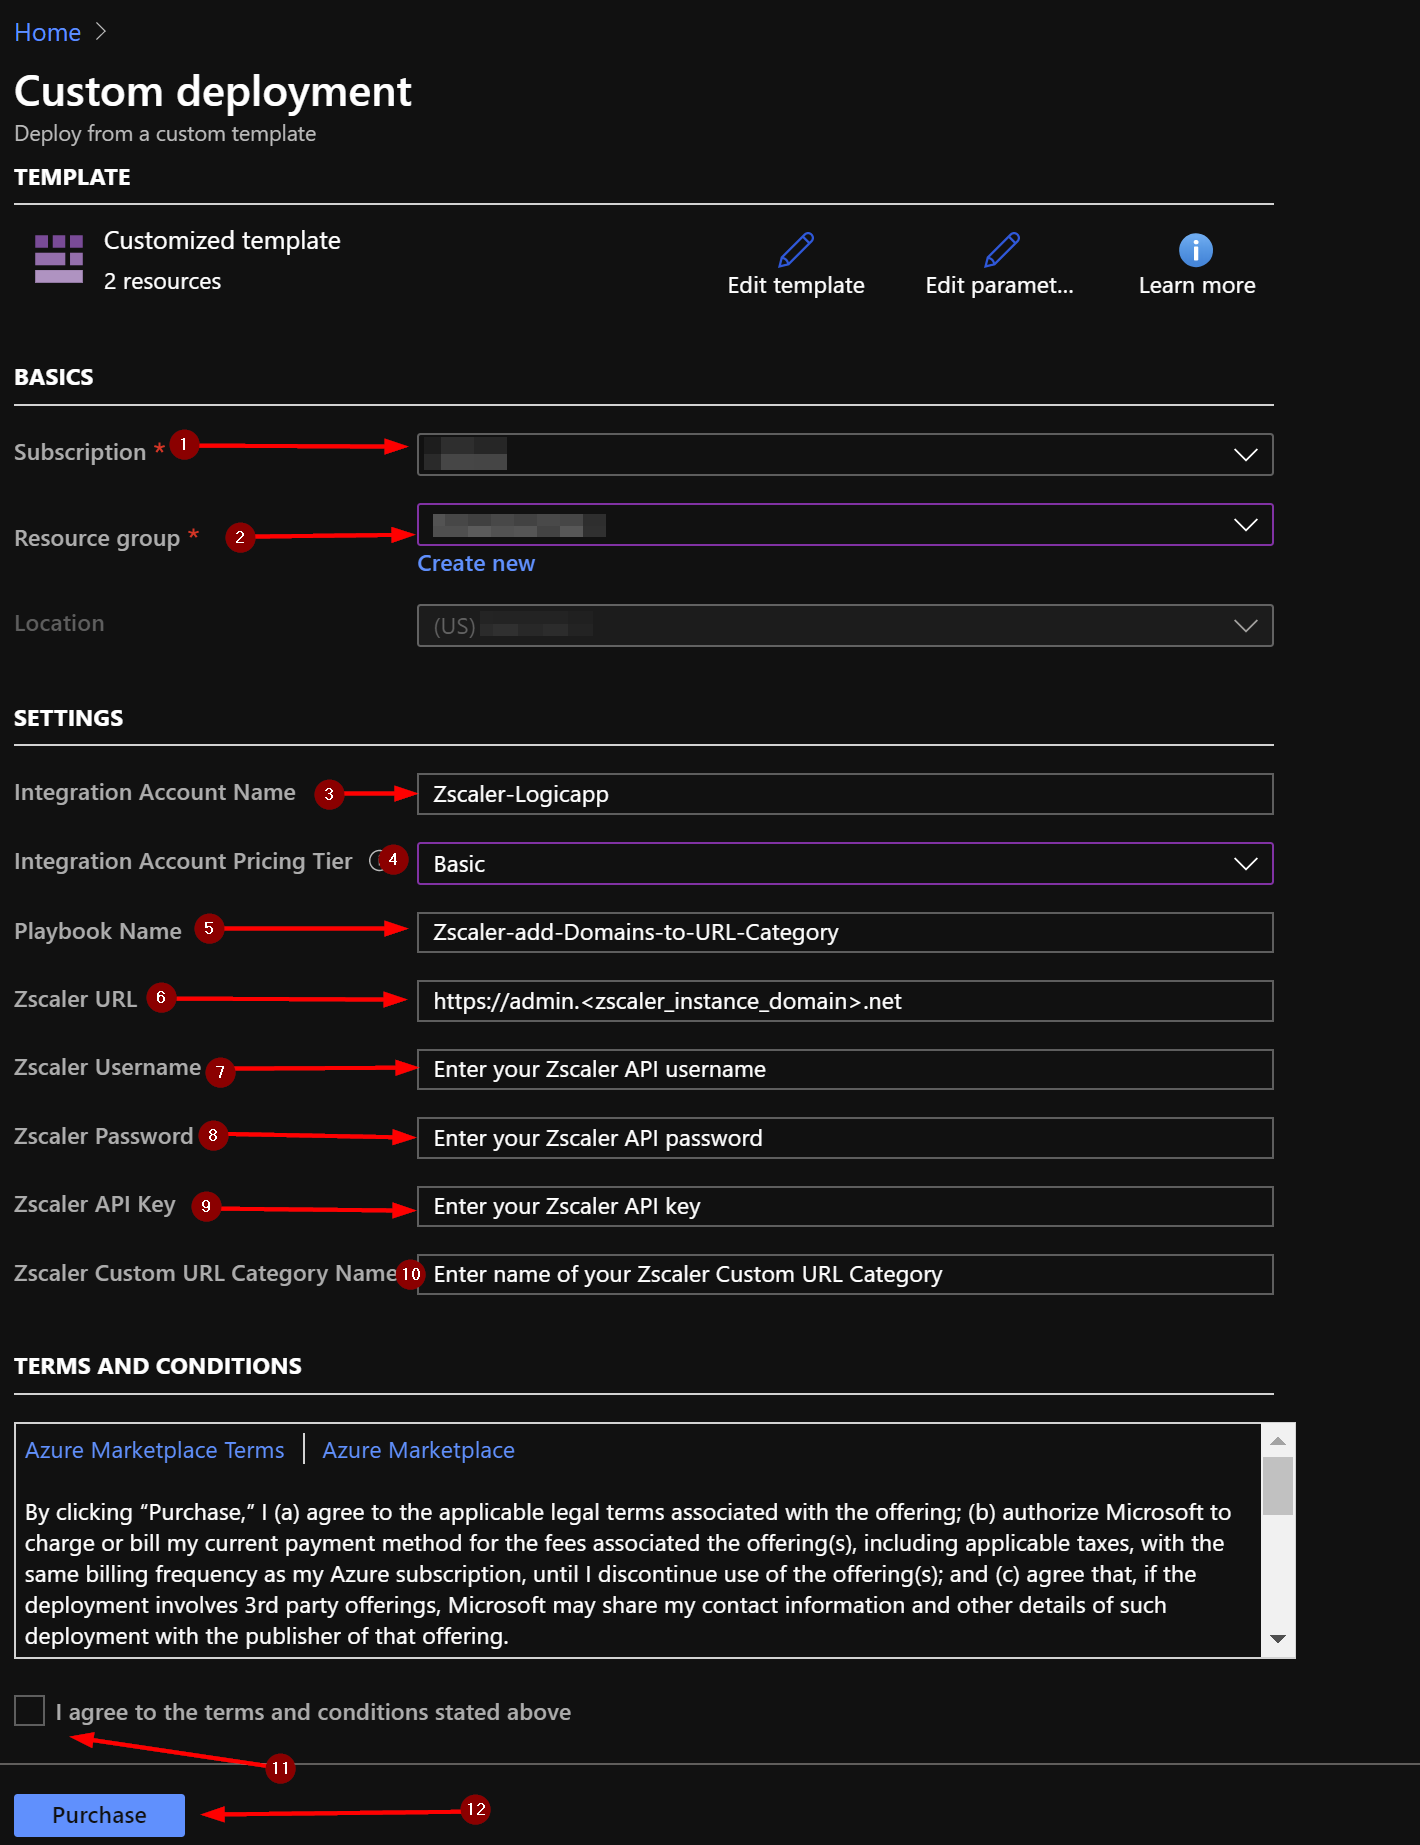 Home >
Custom deployment
Deploy from a custom template
TEMPLATE
Customized template
2 resources
Edit template
Edit paramet...
Learn more
BASICS
Subscription * 1
Resource group * 2
Create new
Location (US)
SETTINGS
Integration Account Name 3 Zscaler-Logicapp
Integration Account Pricing Tier 4 Basic
Playbook Name 5 Zscaler-add-Domains-to-URL-Category
Zscaler URL 6 https://admin.<zscaler_instance_domain>.net
Zscaler Username 7 Enter your Zscaler API username
Zscaler Password 8 Enter your Zscaler API password
Zscaler API Key 9 Enter your Zscaler API key
Zscaler Custom URL Category Name 10 Enter name of your Zscaler Custom URL Category
TERMS AND CONDITIONS
Azure Marketplace Terms | Azure Marketplace
By clicking “Purchase,” I (a) agree to the applicable legal terms associated with the offering; (b) authorize Microsoft to
charge or bill my current payment method for the fees associated the offering(s), including applicable taxes, with the
same billing frequency as my Azure subscription, until I discontinue use of the offering(s); and (c) agree that, if the
deployment involves 3rd party offerings, Microsoft may share my contact information and other details of such
deployment with the publisher of that offering.
I agree to the terms and conditions stated above
11
Purchase 12